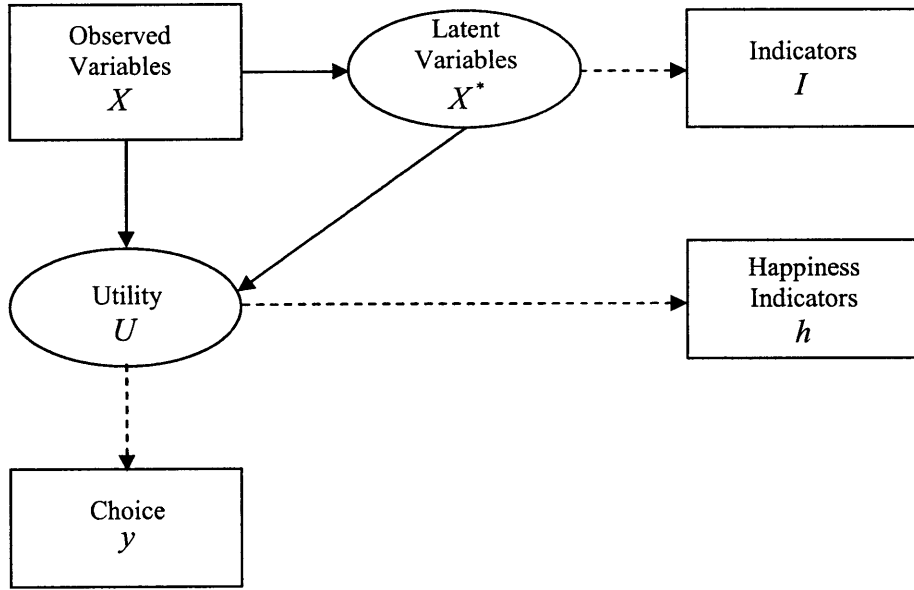 Observed
Variables
X
Latent
Variables
X*
Indicators
I
Utility
U
Happiness
Indicators
h
Choice
y